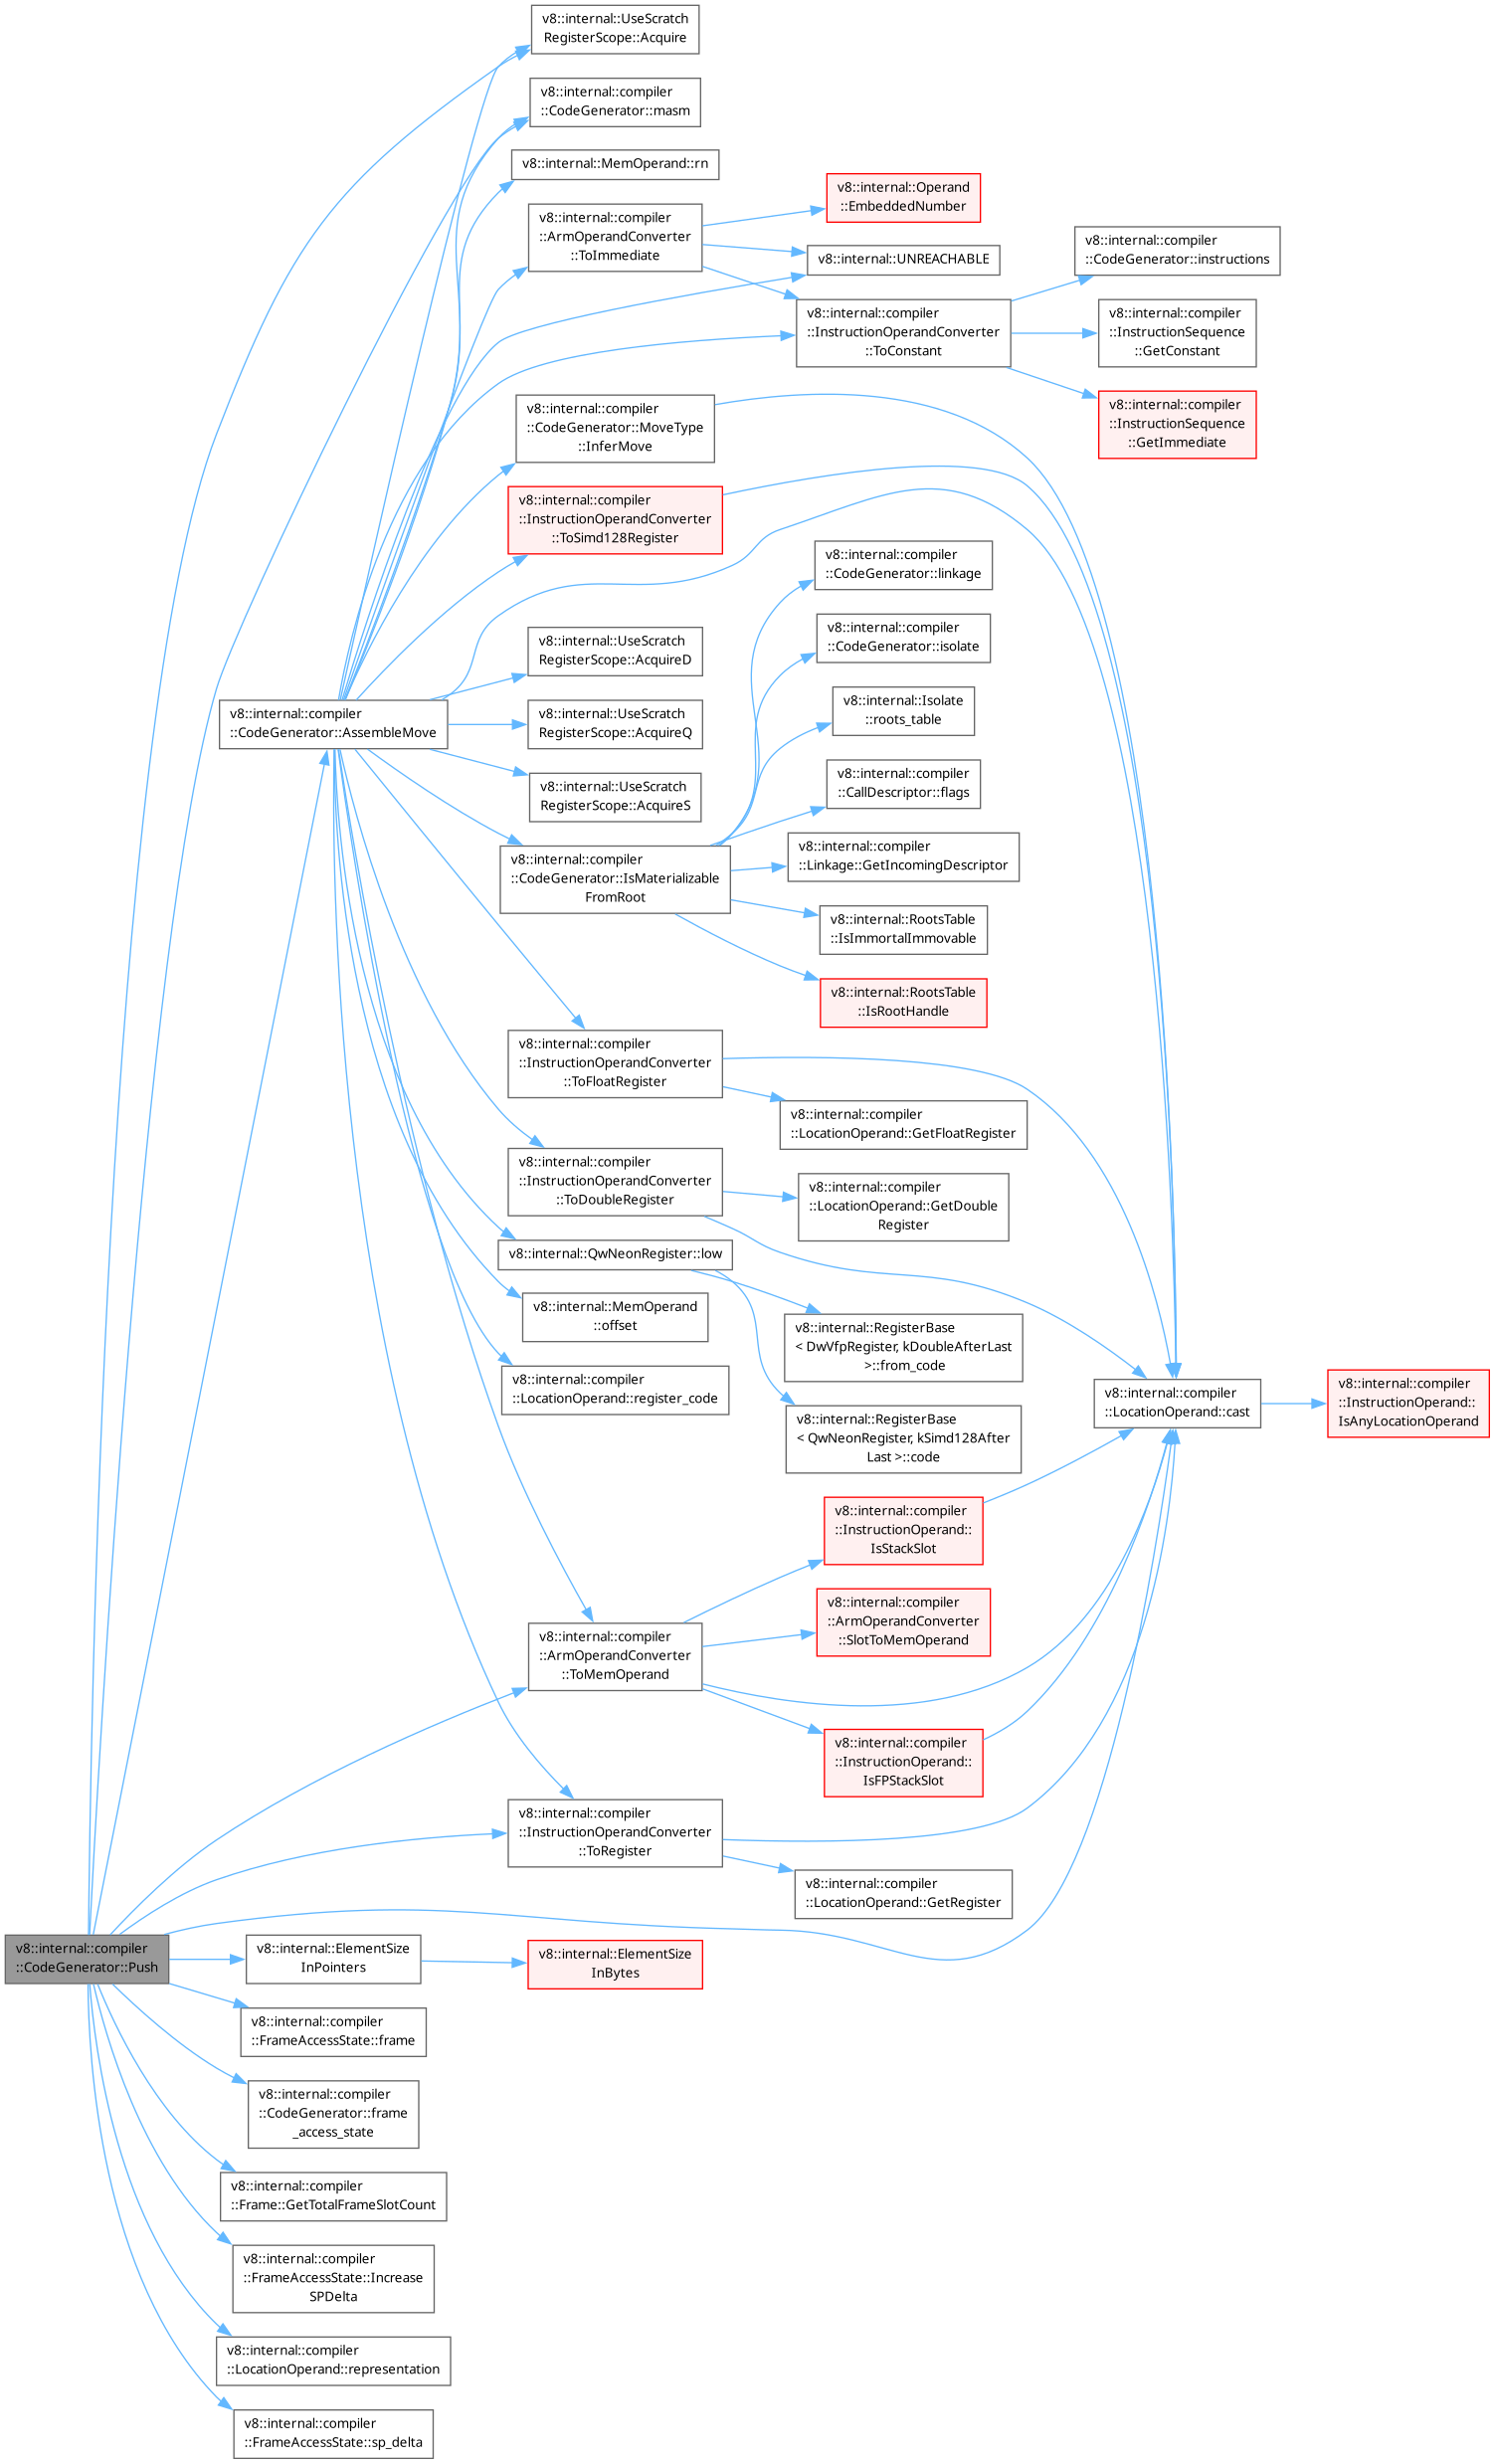 v8::internal::UseScratch
RegisterScope::Acquire
v8::internal::compiler
::CodeGenerator::masm
v8::internal::MemOperand::rn
v8::internal::compiler
::ArmOperandConverter
::ToImmediate
v8::internal::Operand
::EmbeddedNumber
v8::internal::UNREACHABLE
v8::internal::compiler
::CodeGenerator::instructions
v8::internal::compiler
::InstructionOperandConverter
::ToConstant
v8::internal::compiler
::InstructionSequence
::GetConstant
v8::internal::compiler
::InstructionSequence
::GetImmediate
v8::internal::compiler
::CodeGenerator::MoveType
::InferMove
v8::internal::compiler
::InstructionOperandConverter
::ToSimd128Register
v8::internal::compiler
::CodeGenerator::linkage
v8::internal::compiler
::CodeGenerator::isolate
v8::internal::UseScratch
RegisterScope::AcquireD
v8::internal::Isolate
::roots_table
v8::internal::compiler
::CodeGenerator::AssembleMove
v8::internal::UseScratch
RegisterScope::AcquireQ
v8::internal::UseScratch
RegisterScope::AcquireS
v8::internal::compiler
::CallDescriptor::flags
v8::internal::compiler
::CodeGenerator::IsMaterializable
FromRoot
v8::internal::compiler
::Linkage::GetIncomingDescriptor
v8::internal::RootsTable
::IsImmortalImmovable
v8::internal::RootsTable
::IsRootHandle
v8::internal::compiler
::InstructionOperandConverter
::ToFloatRegister
v8::internal::compiler
::LocationOperand::GetFloatRegister
v8::internal::compiler
::InstructionOperandConverter
::ToDoubleRegister
v8::internal::compiler
::LocationOperand::GetDouble
Register
v8::internal::QwNeonRegister::low
v8::internal::MemOperand
::offset
v8::internal::RegisterBase
< DwVfpRegister, kDoubleAfterLast
>::from_code
v8::internal::compiler
::LocationOperand::register_code
v8::internal::RegisterBase
< QwNeonRegister, kSimd128After
Last >::code
v8::internal::compiler
::LocationOperand::cast
v8::internal::compiler
::InstructionOperand::
IsAnyLocationOperand
v8::internal::compiler
::InstructionOperand::
IsStackSlot
v8::internal::compiler
::ArmOperandConverter
::SlotToMemOperand
v8::internal::compiler
::ArmOperandConverter
::ToMemOperand
v8::internal::compiler
::InstructionOperand::
IsFPStackSlot
v8::internal::compiler
::InstructionOperandConverter
::ToRegister
v8::internal::compiler
::LocationOperand::GetRegister
v8::internal::compiler
::CodeGenerator::Push
v8::internal::ElementSize
InPointers
v8::internal::ElementSize
InBytes
v8::internal::compiler
::FrameAccessState::frame
v8::internal::compiler
::CodeGenerator::frame
_access_state
v8::internal::compiler
::Frame::GetTotalFrameSlotCount
v8::internal::compiler
::FrameAccessState::Increase
SPDelta
v8::internal::compiler
::LocationOperand::representation
v8::internal::compiler
::FrameAccessState::sp_delta